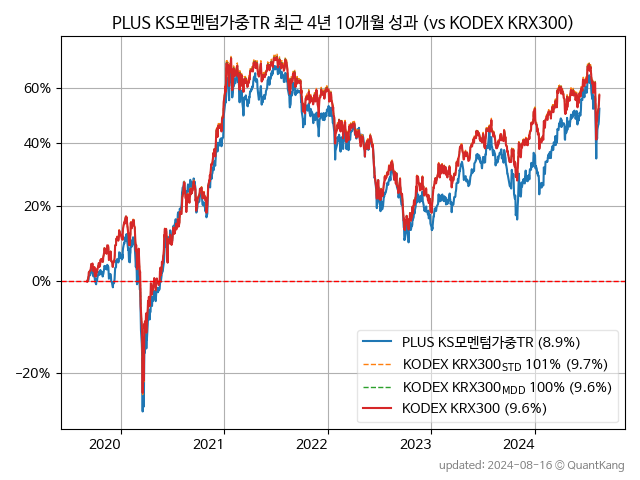 PLUS KS모멘텀가중TR 최근 4년 10개월 성과 (vs KODEX KRX300)
60%
40%
20%
0%
−20%
PLUS KS모멘텀가중TR (8.9%)
KODEX KRX300STD 101% (9.7%)
KODEX KRX300MDD 100% (9.6%)
KODEX KRX300 (9.6%)
2020 2021 2022 2023 2024
updated: 2024-08-16 © QuantKang